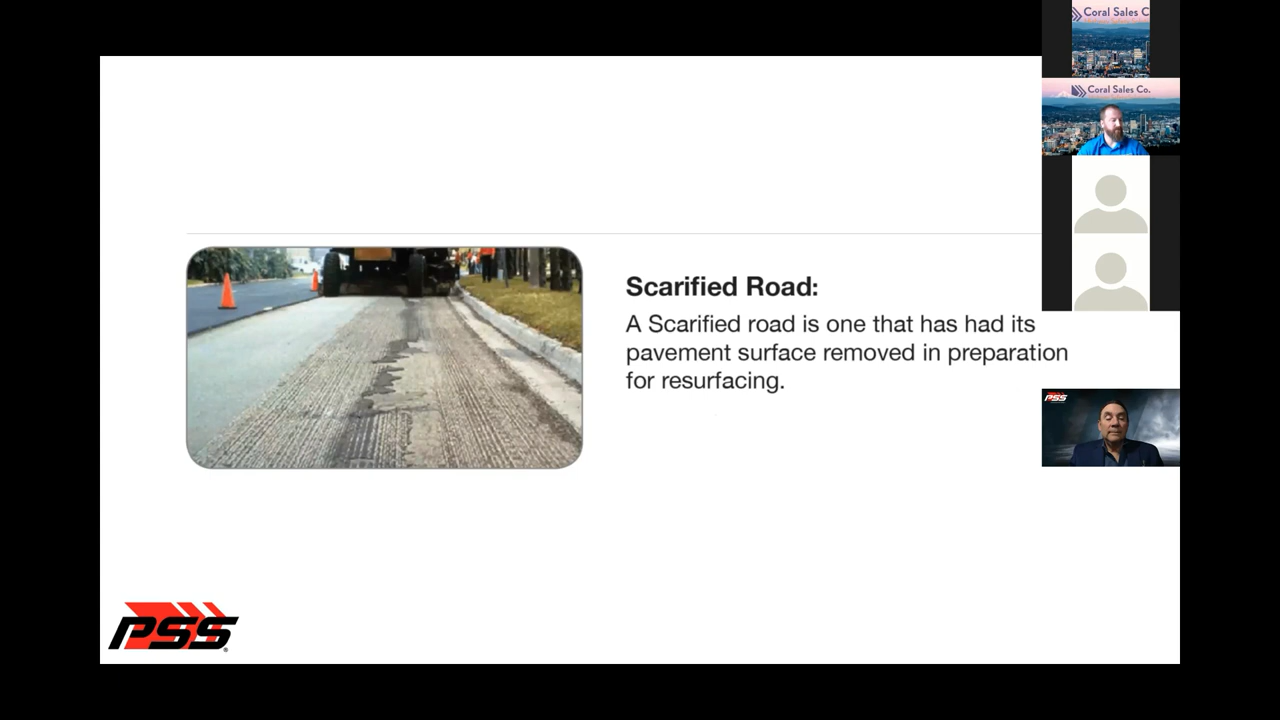 Coral Sales C
Coral Sales Co.
Scarified Road:
A Scarified road is one that has had its
pavement surface removed in preparation
for resurfacing.
PSS
PSS®